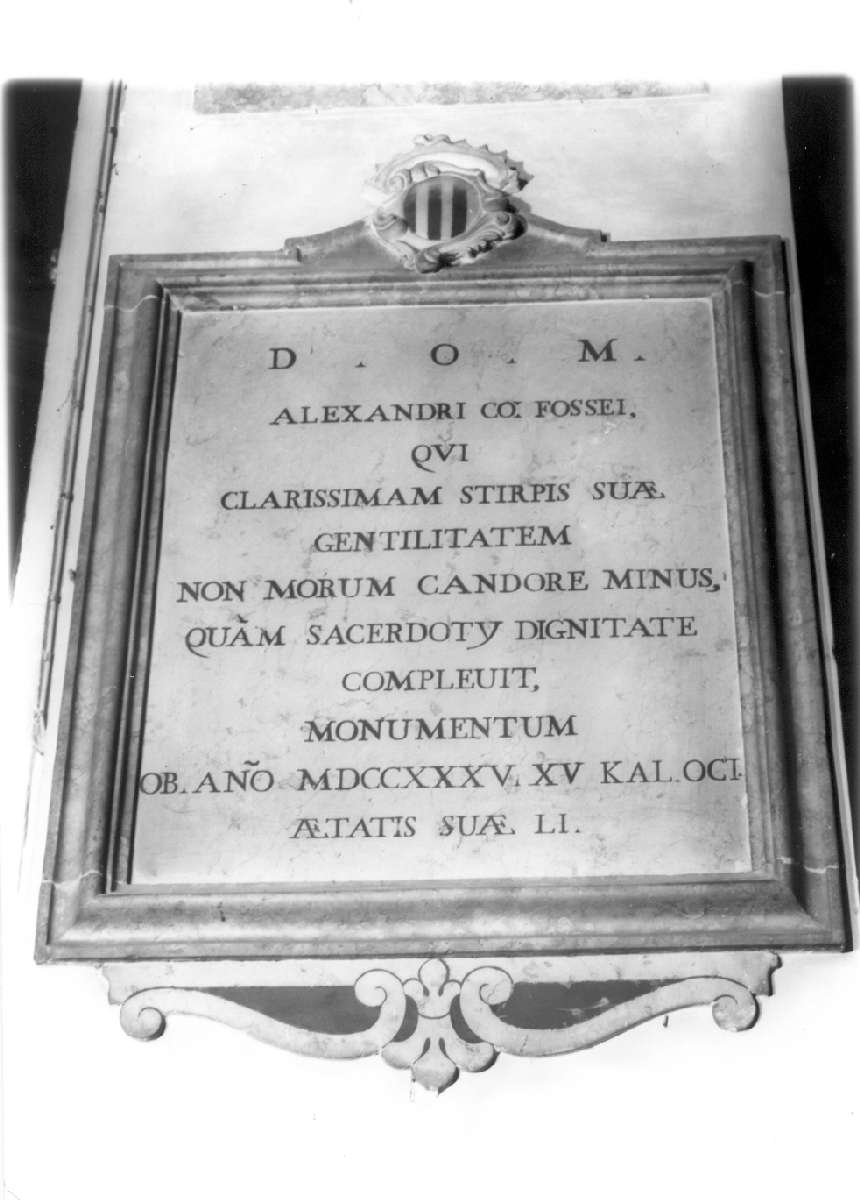 D . O . M .
ALEXANDRI CO: FOSSEI.
QVI
CLARISSIMAM STIRPIS SUÆ
GENTILITATEM
NON MORUM CANDORE MINUS,
QUÃM SACERDOTY DIGNITATE
COMPLEUIT,
MONUMENTUM
OB. AÑO MDCCXXXV. XV KAL. OCT.
ÆTATIS SUÆ LI.